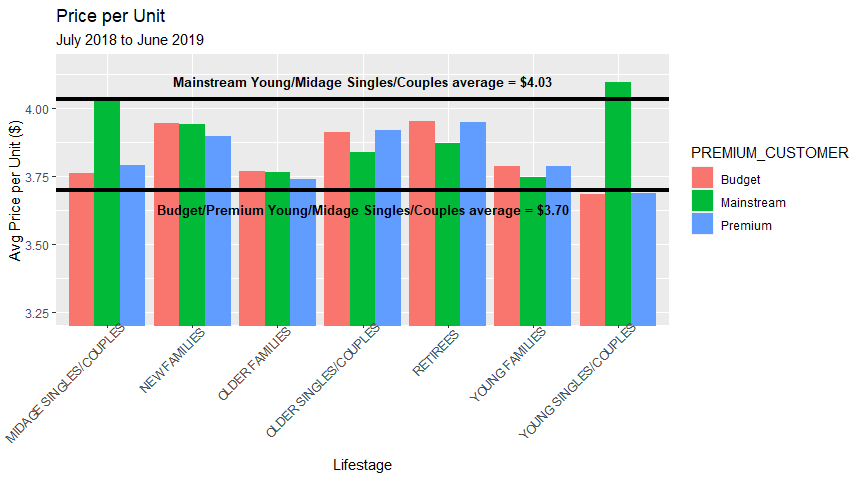 Price per Unit
July 2018 to June 2019
Mainstream Young/Midage Singles/Couples average = $4.03
Budget/Premium Young/Midage Singles/Couples average = $3.70
Avg Price per Unit ($)
4.00
3.75
3.50
3.25
MIDAGE SINGLES/COUPLES
NEW FAMILIES
OLDER FAMILIES
OLDER SINGLES/COUPLES
RETIREES
YOUNG FAMILIES
YOUNG SINGLES/COUPLES
Lifestage
PREMIUM_CUSTOMER
Budget
Mainstream
Premium